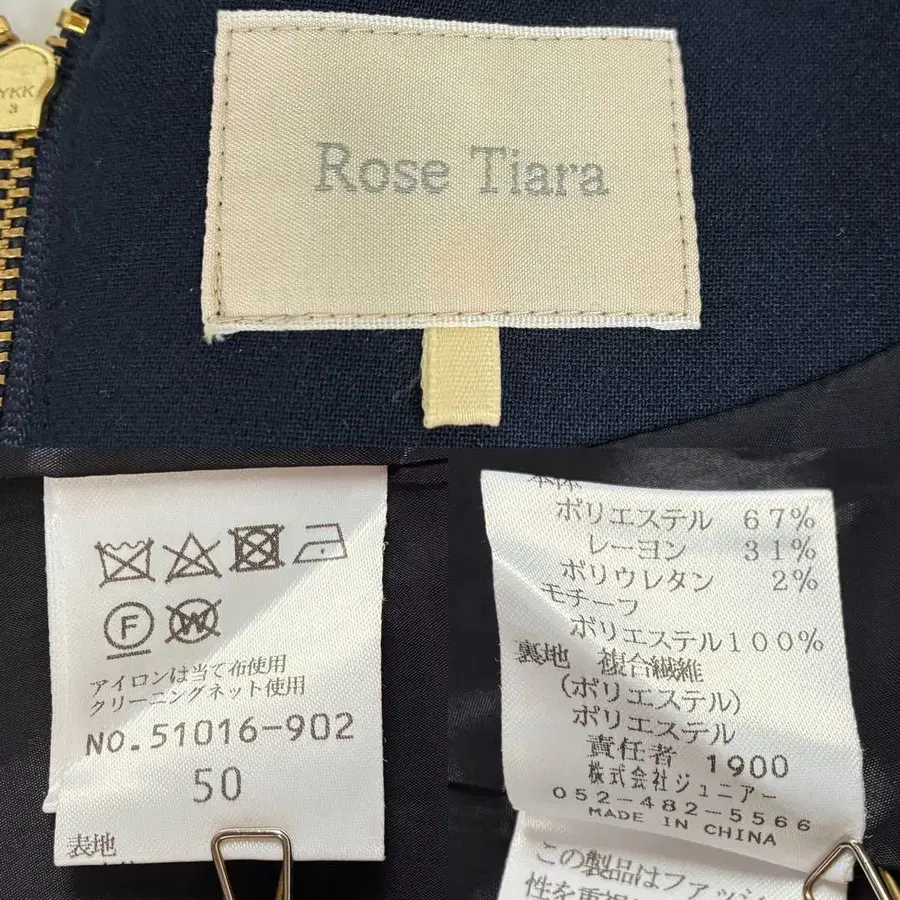 YKK
3
Rose Tiara
F
W
アイロンは当て布使用
クリーニングネット使用
NO.51016-902
50
表地
本体
ポリエステル 67%
レーヨン 31%
ポリウレタン 2%
モチーフ
ポリエステル100%
裏地 複合繊維
(ポリエステル)
ポリエステル
責任者 1900
株式会社ジュニアー
052-482-5566
MADE IN CHINA
この製品はファッシ
性を重視